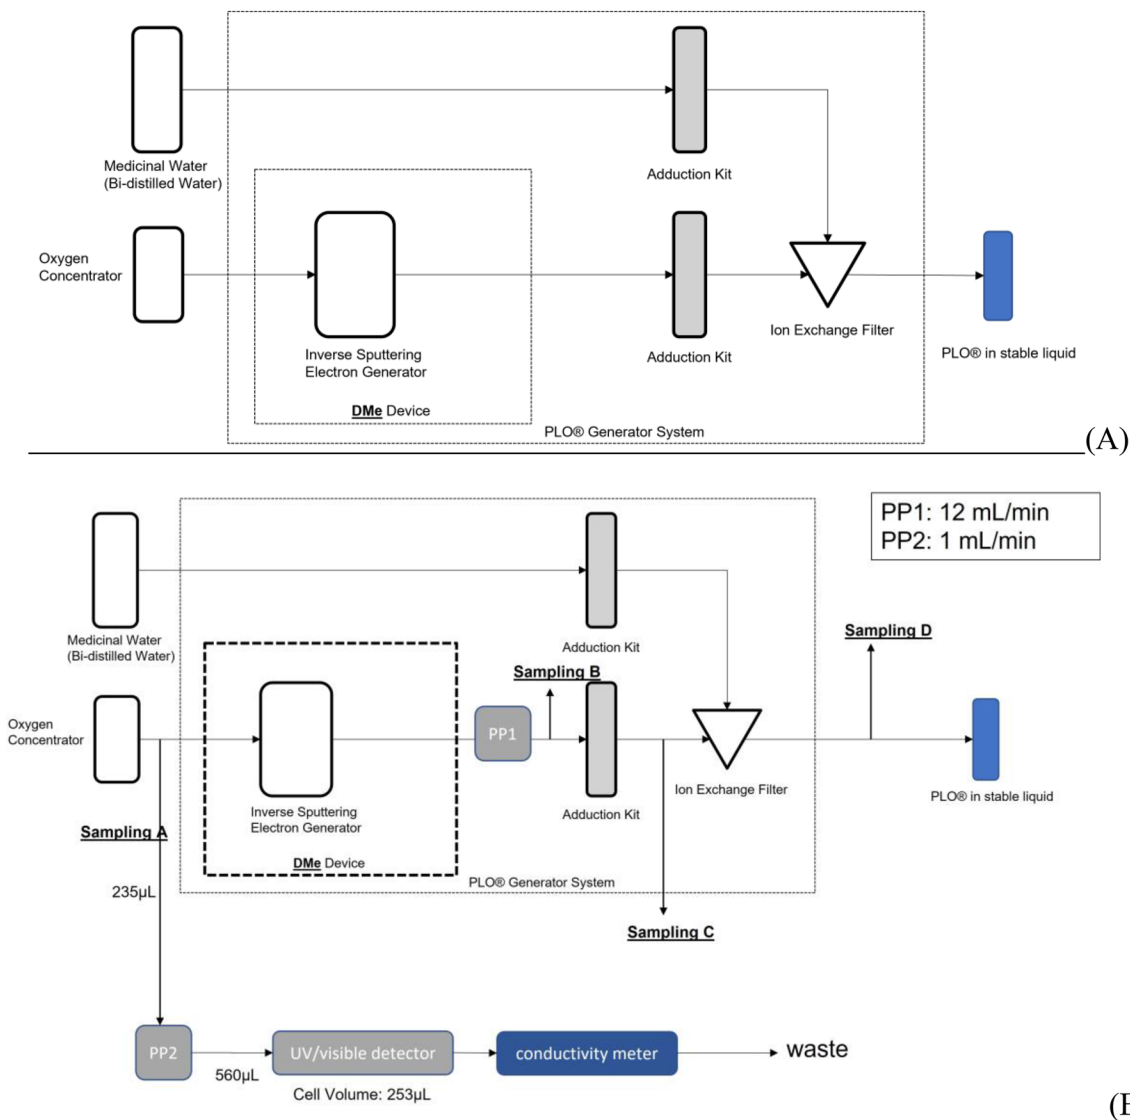 Medicinal Water
(Bi-distilled Water)
Adduction Kit
Oxygen
Concentrator
Inverse Sputtering
Electron Generator
DMe Device
Adduction Kit
Ion Exchange Filter
PLO® in stable liquid
PLO® Generator System
(A)
PP1: 12 mL/min
PP2: 1 mL/min
Medicinal Water
(Bi-distilled Water)
Adduction Kit
Sampling D
Sampling B
Oxygen
Concentrator
PP1
Inverse Sputtering
Electron Generator
Adduction Kit
Ion Exchange Filter
PLO® in stable liquid
Sampling A
DMe Device
PLO® Generator System
235µL
Sampling C
PP2
UV/visible detector
conductivity meter
waste
560µL
Cell Volume: 253µL